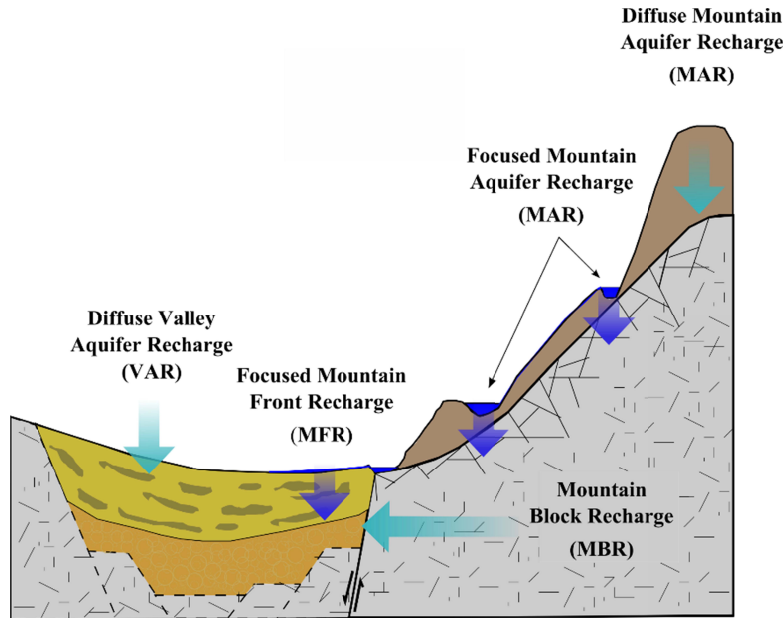 Diffuse Mountain
Aquifer Recharge
(MAR)
Focused Mountain
Aquifer Recharge
(MAR)
Diffuse Valley
Aquifer Recharge
(VAR)
Focused Mountain
Front Recharge
(MFR)
Mountain
Block Recharge
(MBR)